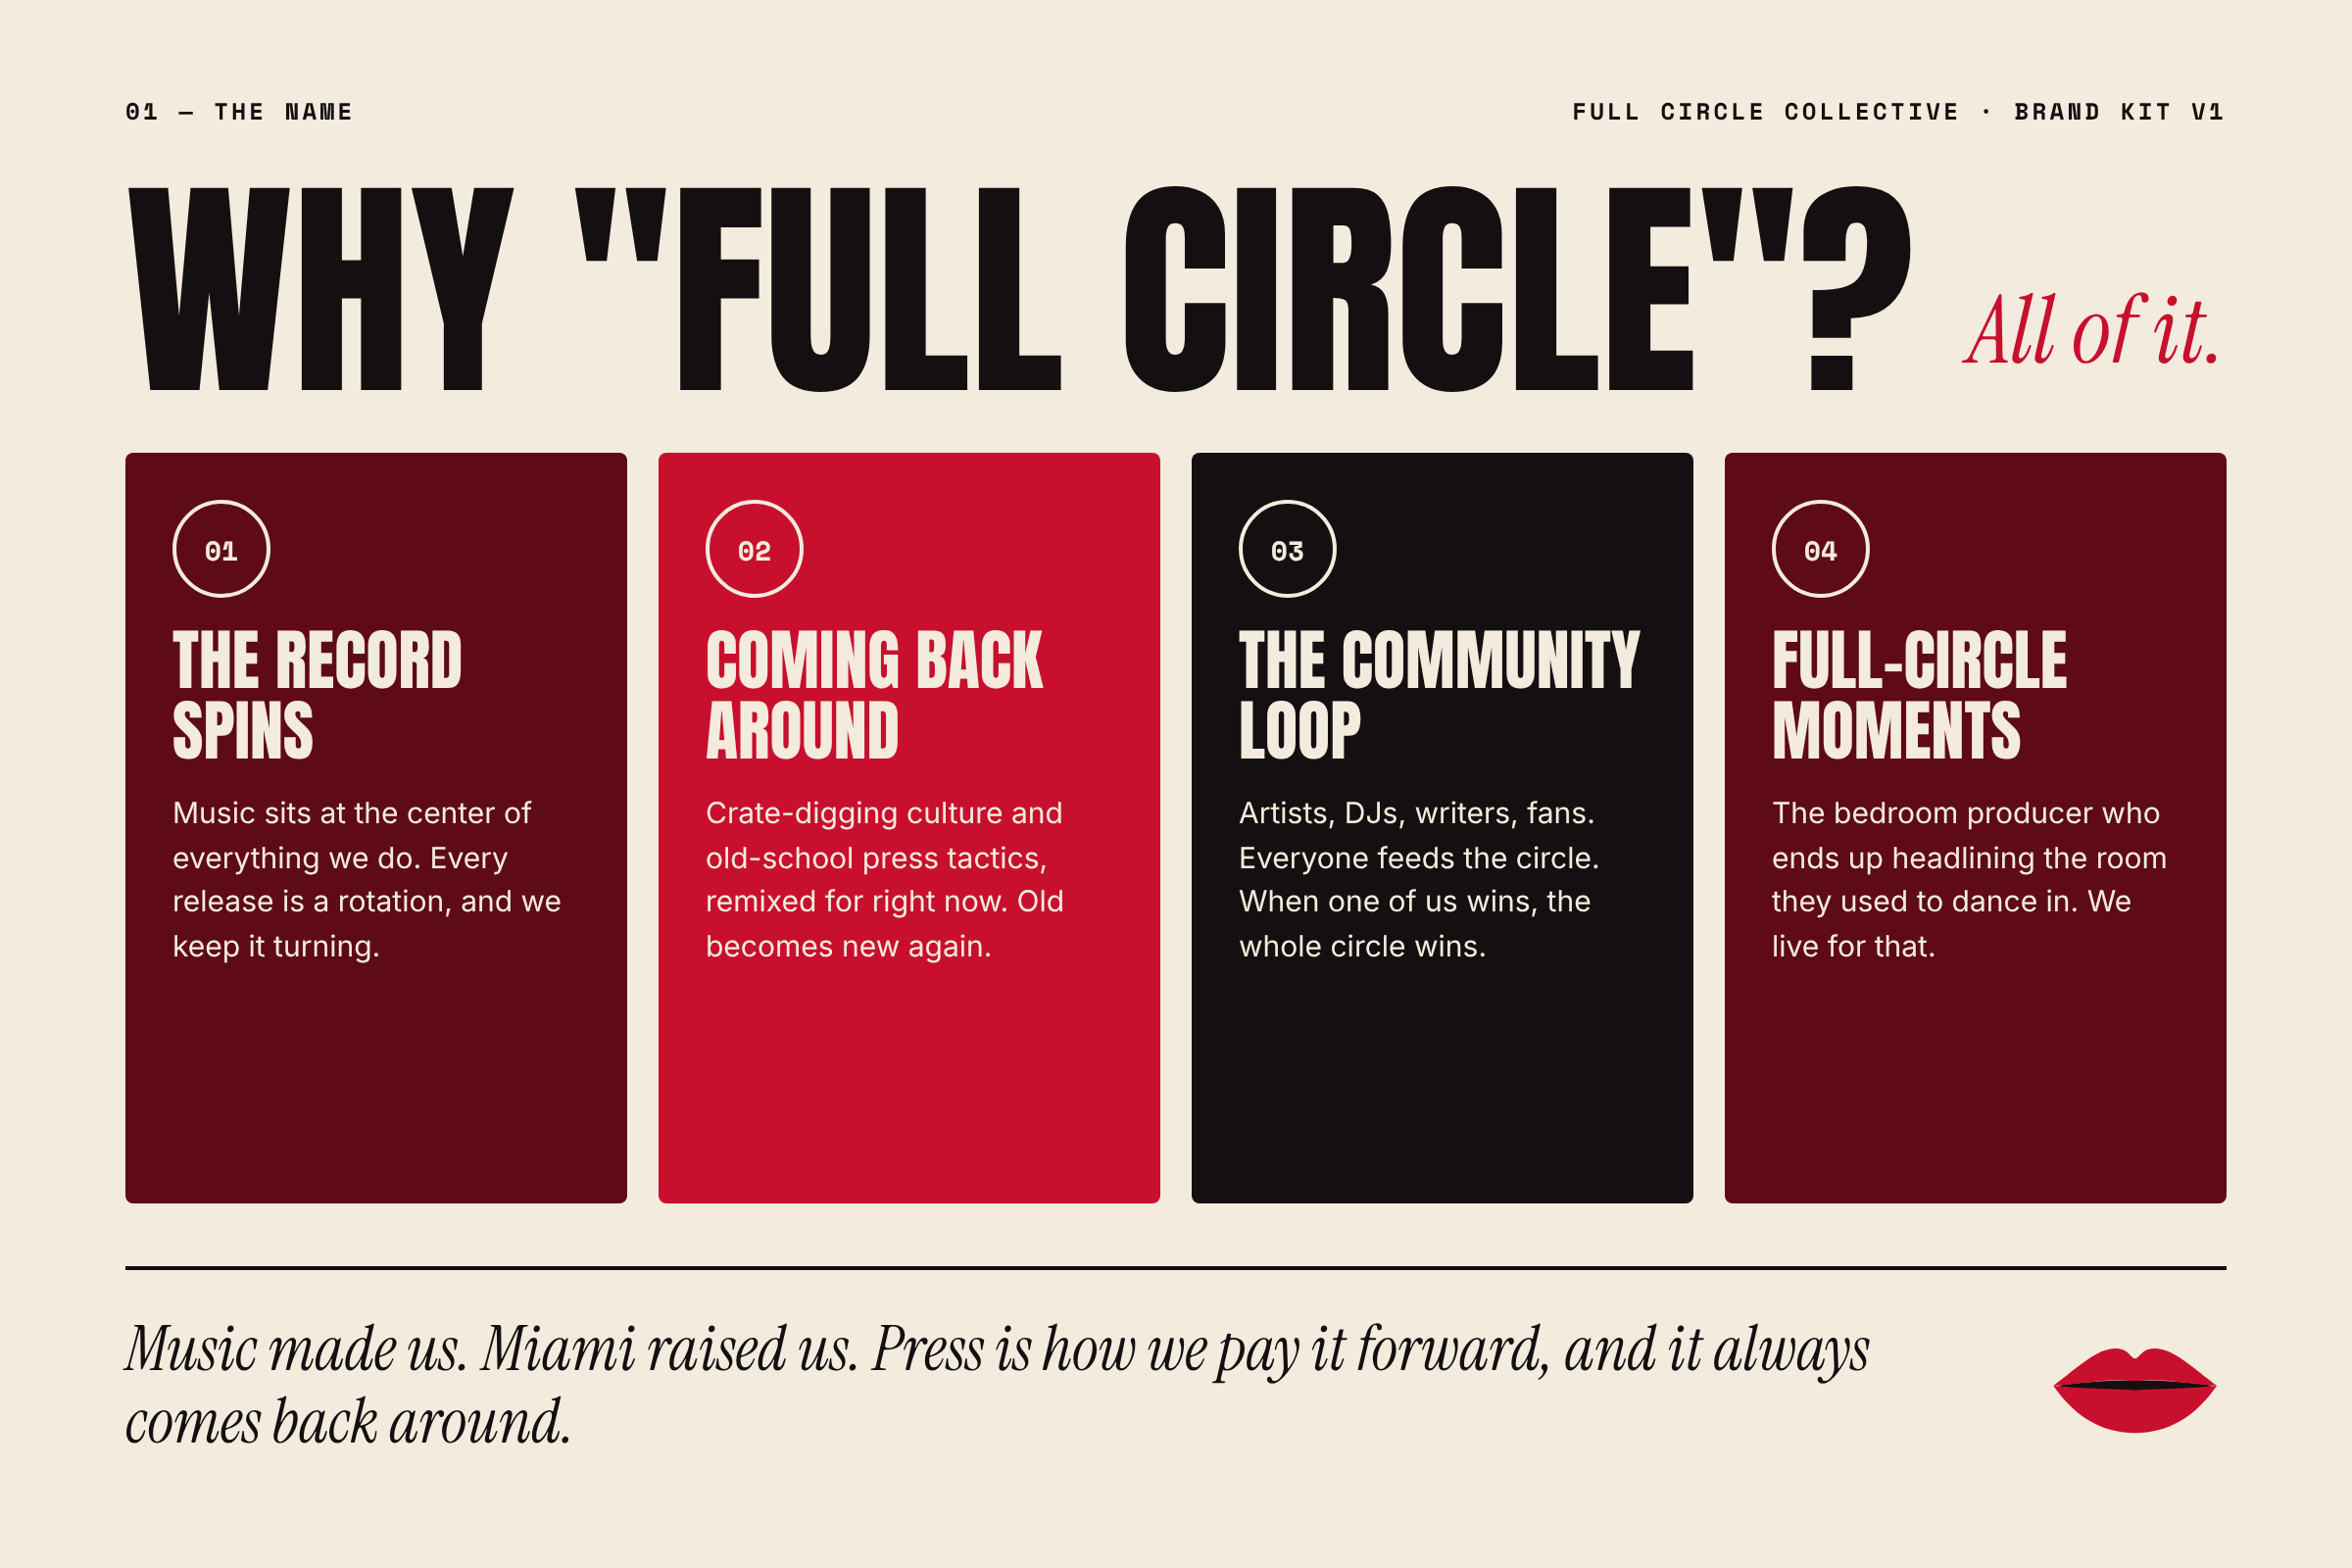 01 — THE NAME
FULL CIRCLE COLLECTIVE · BRAND KIT V1
WHY "FULL CIRCLE"?
All of it.
01
THE RECORD
SPINS
Music sits at the center of
everything we do. Every
release is a rotation, and we
keep it turning.
02
COMING BACK
AROUND
Crate-digging culture and
old-school press tactics,
remixed for right now. Old
becomes new again.
03
THE COMMUNITY
LOOP
Artists, DJs, writers, fans.
Everyone feeds the circle.
When one of us wins, the
whole circle wins.
04
FULL-CIRCLE
MOMENTS
The bedroom producer who
ends up headlining the room
they used to dance in. We
live for that.
Music made us. Miami raised us. Press is how we pay it forward, and it always
comes back around.